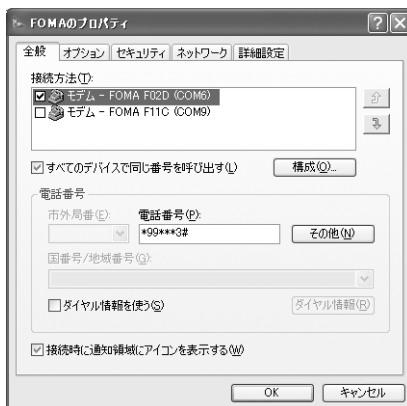 FOMAのプロパティ
全般
オプション
セキュリティ
ネットワーク
詳細設定
接続方法(T):
モデム - FOMA F02D (COM6)
モデム - FOMA F11C (COM9)
すべてのデバイスで同じ番号を呼び出す(L)
構成(O)...
電話番号
市外局番(E):
電話番号(P):
*99***3#
その他(N)
国番号/地域番号(G):
ダイヤル情報を使う(S)
ダイヤル情報(R)
接続時に通知領域にアイコンを表示する(W)
OK
キャンセル